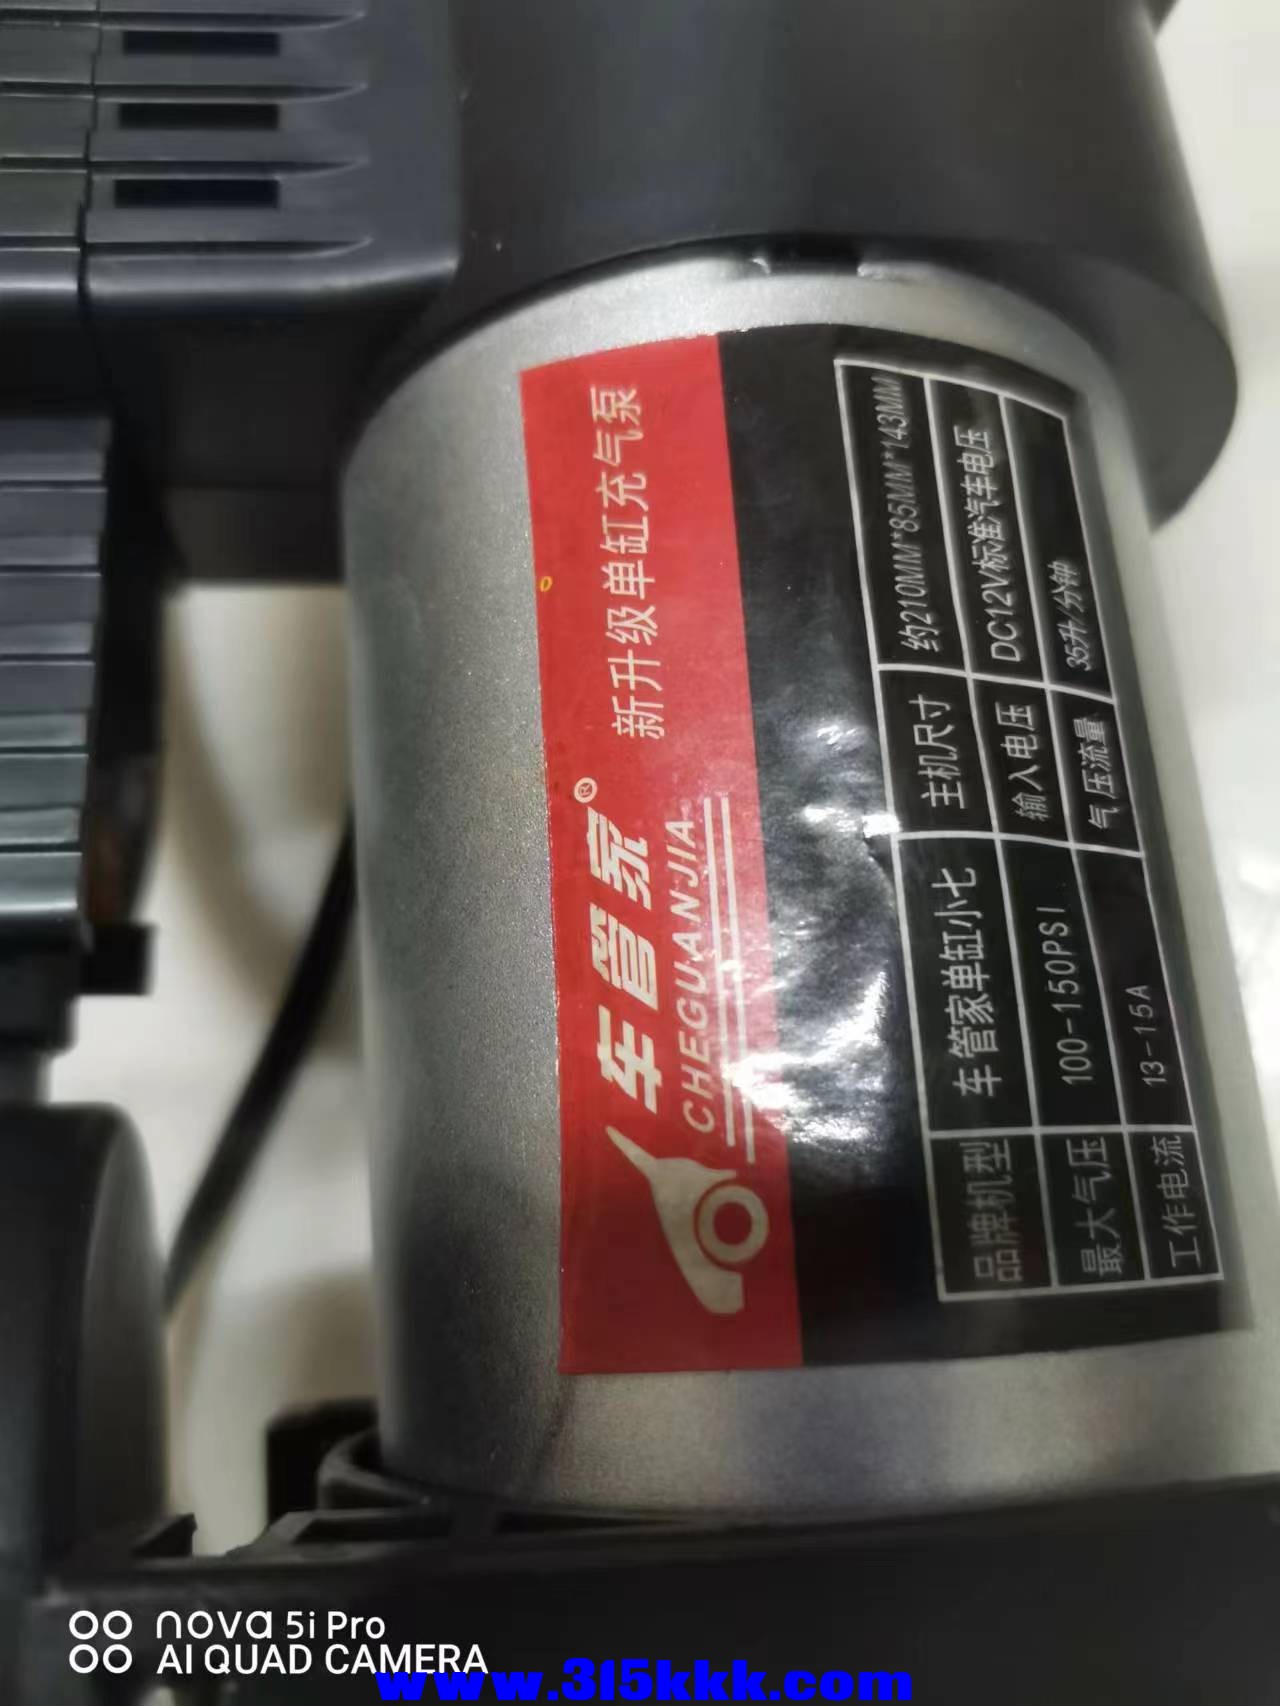 车管家® 新升级单缸充气泵
CHEGUANJIA
品牌机型 车管家单缸小七 主机尺寸 约210MM*85MM*143MM
最大气压 100-150PSI 输入电压 DC12V标准汽车电压
工作电流 13-15A 气压流量 35升/分钟
nova 5i Pro
AI QUAD CAMERA
www.315kkk.com